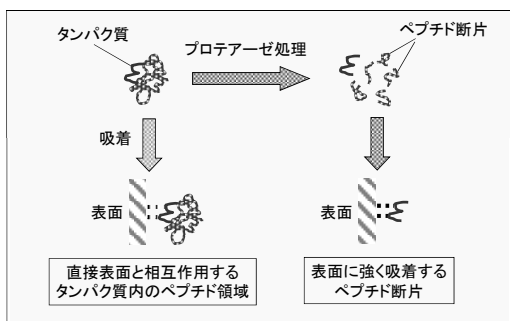 タンパク質
プロテアーゼ処理
ペプチド断片
吸着
表面
表面
直接表面と相互作用する
タンパク質内のペプチド領域
表面に強く吸着する
ペプチド断片